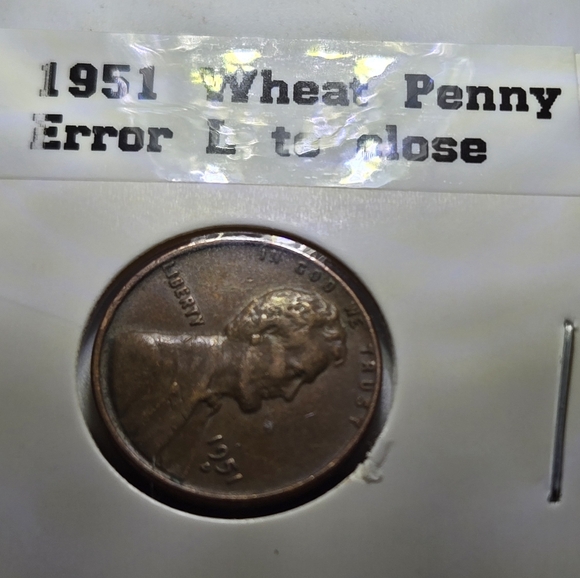 1951 Wheat Penny
Error L to close
IN GOD WE TRUST
LIBERTY
1951
D